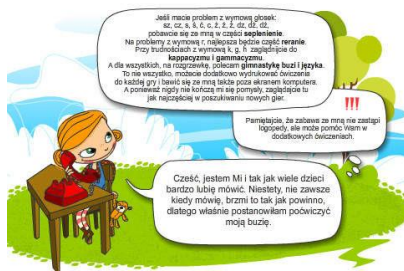 Jeśli macie problem z wymową głosek:
sz, cz, s, ś, ć, c, ż, ź, z, dz, dź, dż,
pobawcie się ze mną w części seplenienie.
Na problemy z wymową r, najlepsza będzie część reranie.
Przy trudnościach z wymową k, g, h zaglądnijcie do
kappacyzmu i gammacyzmu.
A dla wszystkich, na rozgrzewkę, polecam gimnastykę buzi i języka.
To nie wszystko, możecie dodatkowo wydrukować ćwiczenia
do każdej gry i bawić się ze mną także poza ekranem komputera.
A ponieważ nigdy nie kończą mi się pomysły, zaglądajcie tu
jak najczęściej w poszukiwaniu nowych gier.
!!!
Pamiętajcie, że zabawa ze mną nie zastąpi
logopedy, ale może pomóc Wam w
dodatkowych ćwiczeniach.
Cześć, jestem Mi i tak jak wiele dzieci
bardzo lubię mówić. Niestety, nie zawsze
kiedy mówię, brzmi to tak jak powinno,
dlatego właśnie postanowiłam poćwiczyć
moją buzię.